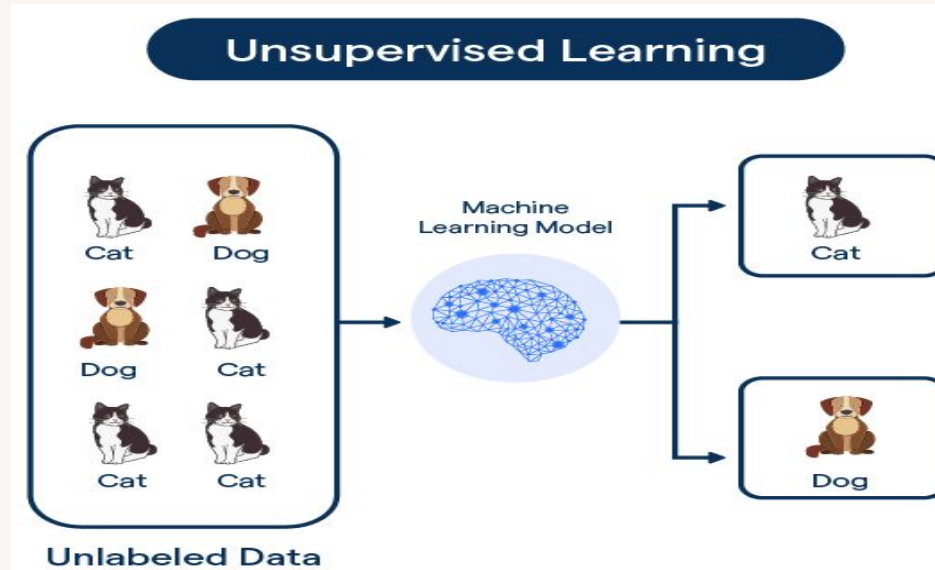 Unsupervised Learning
Cat Dog
Dog Cat
Cat Cat
Unlabeled Data
Machine
Learning Model
Cat
Dog